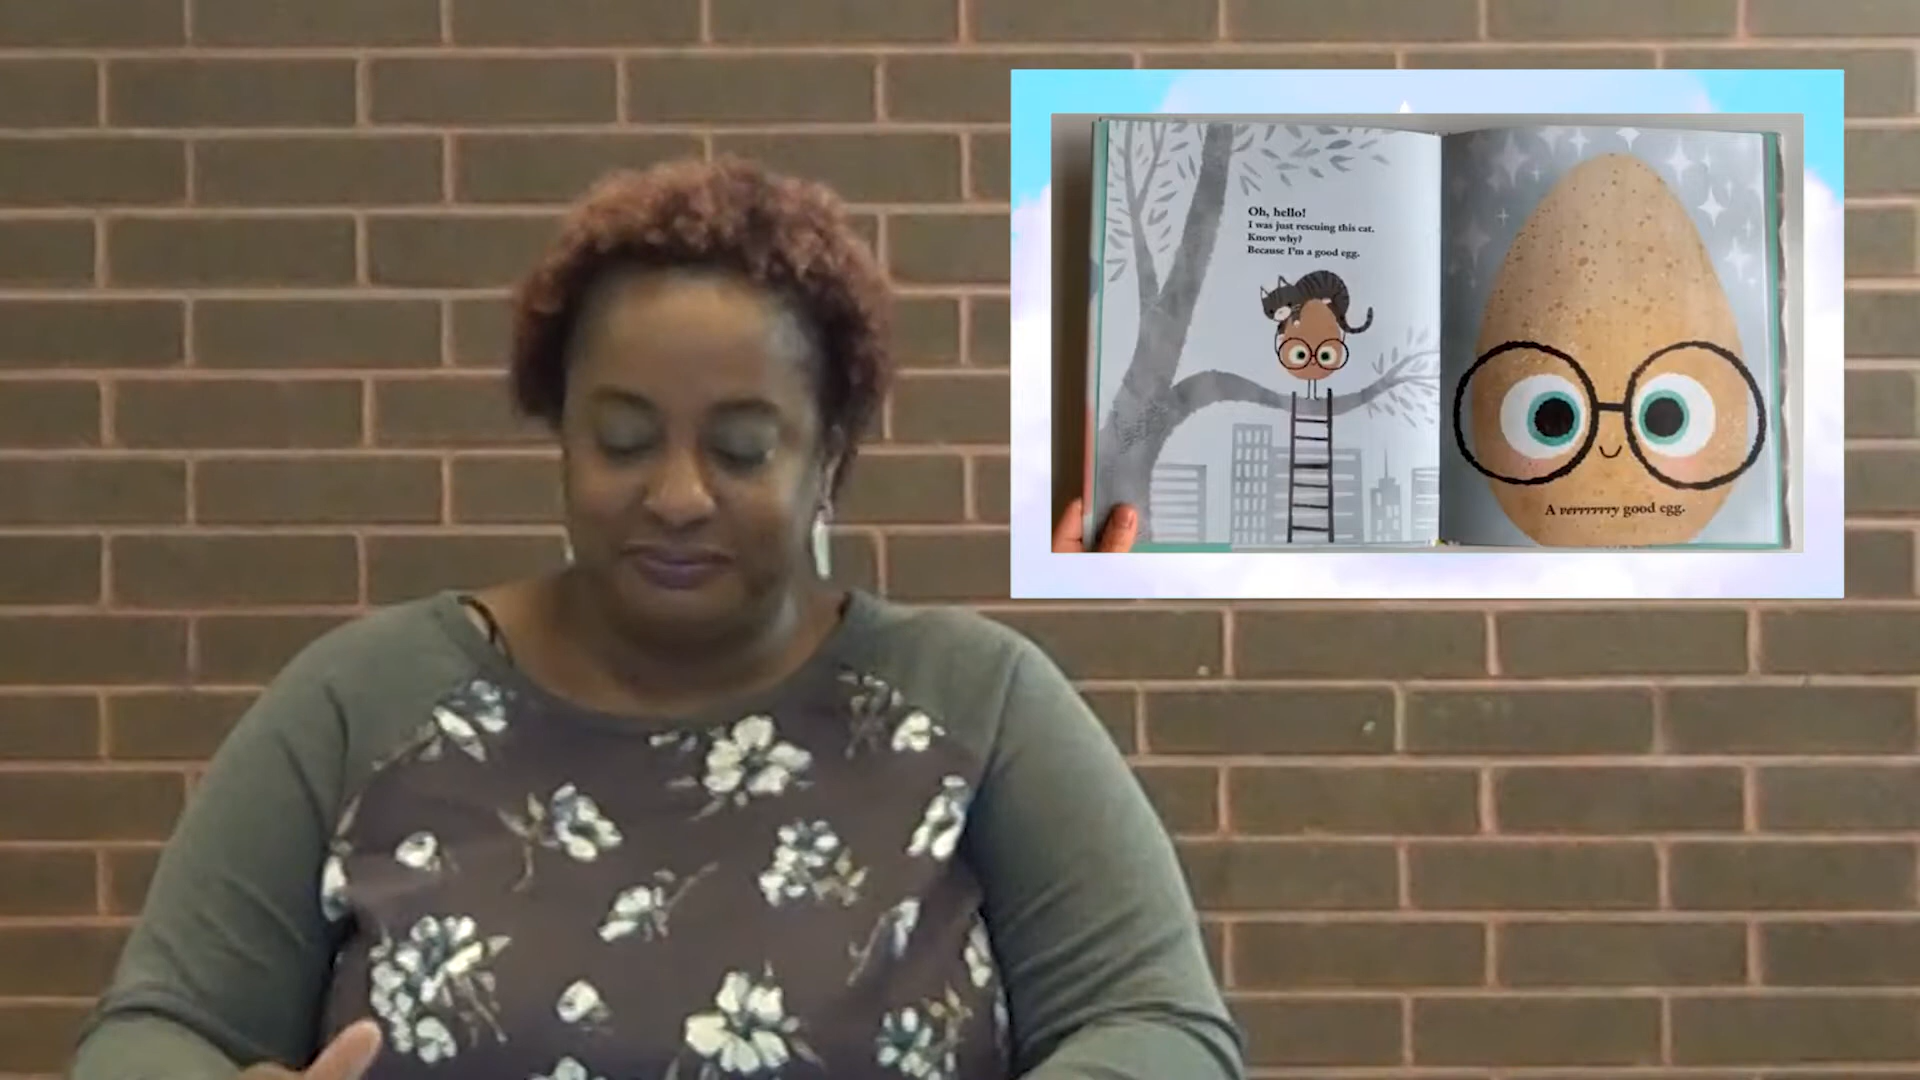 Oh, hello!
I was just rescuing this cat.
Know why?
Because I'm a good egg.
A verrrrrry good egg.